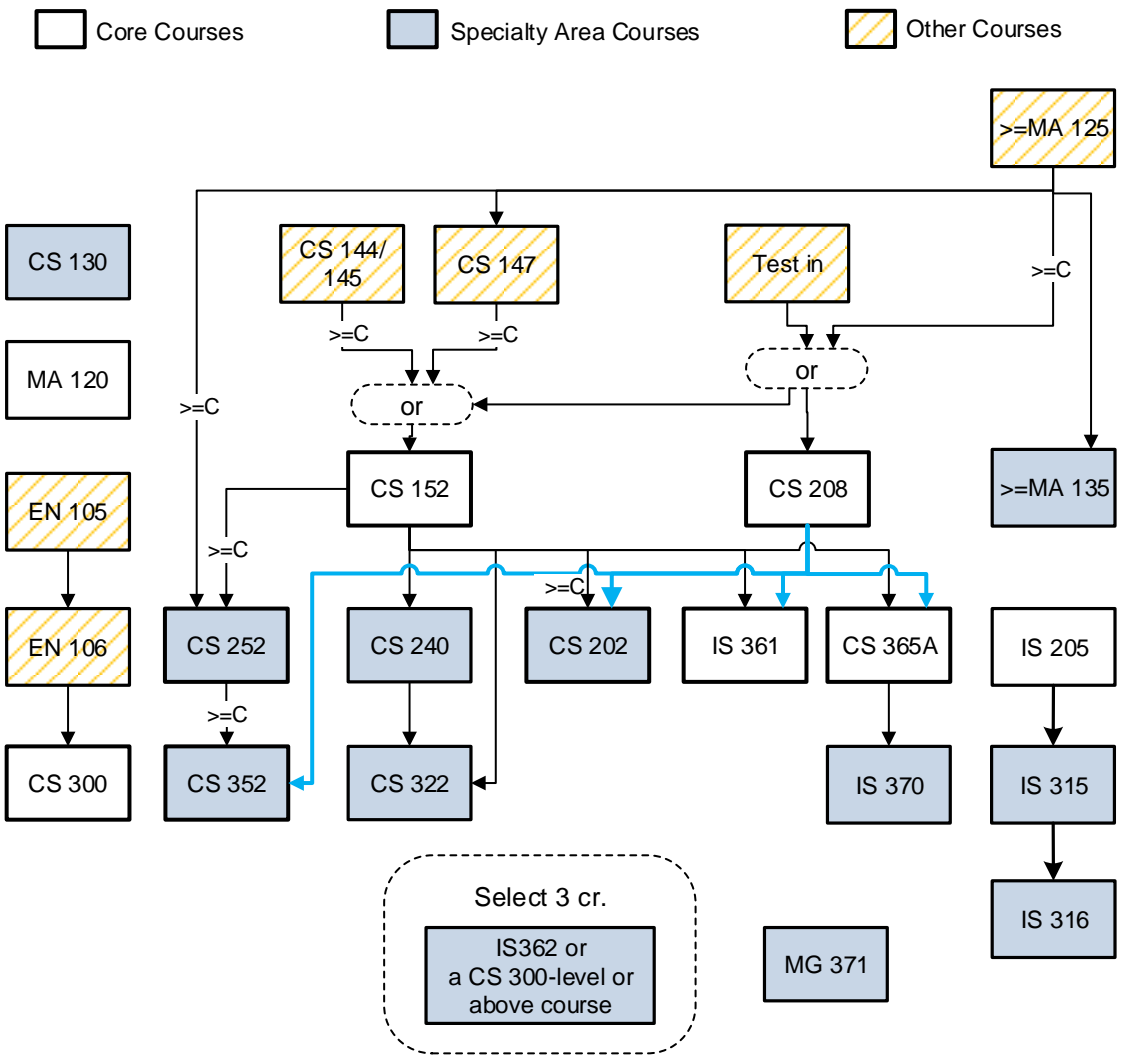 Core Courses
Specialty Area Courses
Other Courses
>=MA 125
CS 130
CS 144/
145
CS 147
Test in
>=C
>=C
>=C
or
MA 120
>=C
or
CS 152
CS 208
>=MA 135
EN 105
>=C
>=C
EN 106
CS 252
CS 240
CS 202
IS 361
CS 365A
IS 205
>=C
CS 300
CS 352
CS 322
IS 370
IS 315
Select 3 cr.
IS362 or
a CS 300-level or
above course
MG 371
IS 316